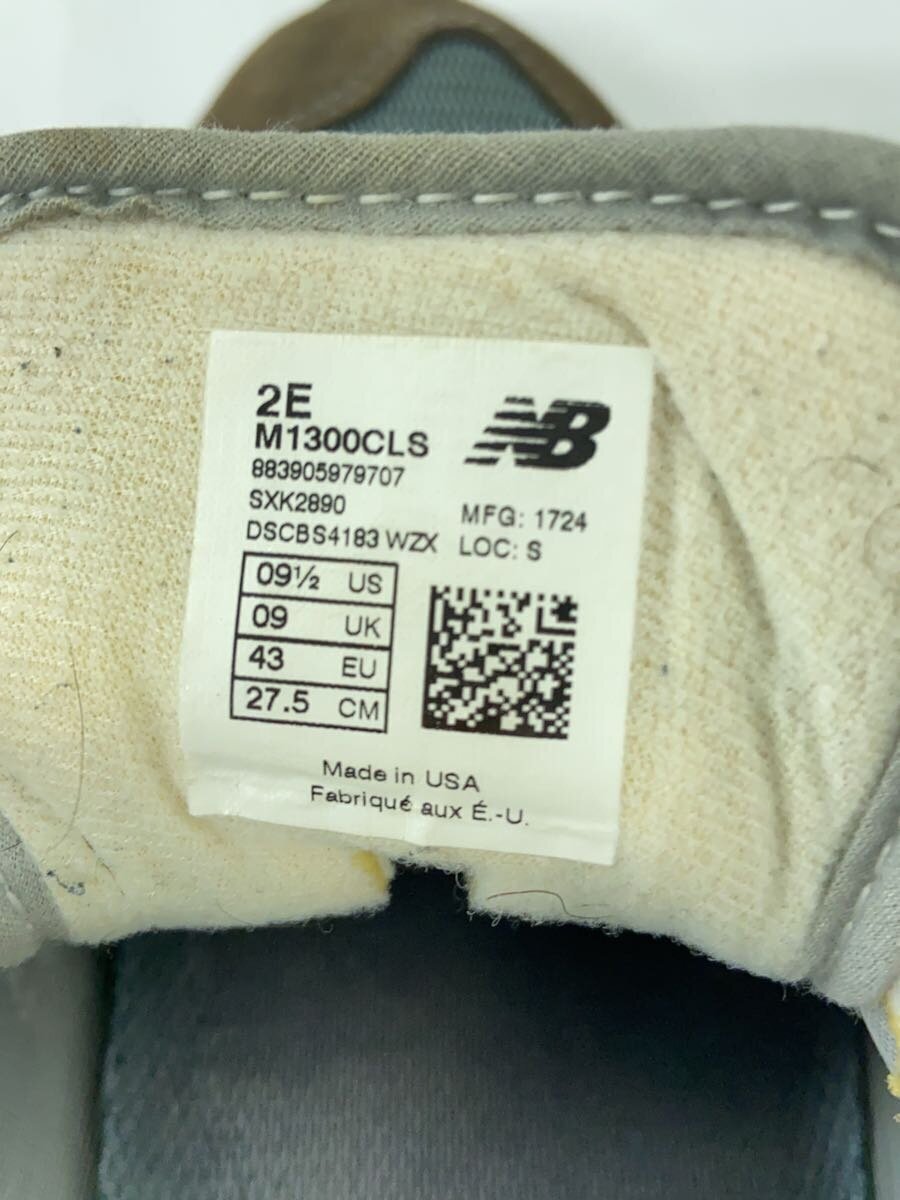 2E
M1300CLS
883905979707
SXK2890
DSCBS4183 WZX
NB
MFG: 1724
LOC: S
09½ US
09 UK
43 EU
27.5 CM
Made in USA
Fabriqué aux É.-U.